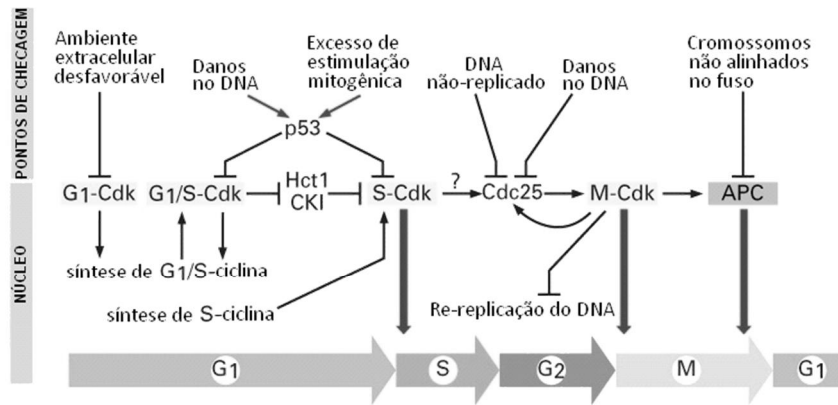 PONTOS DE CHECAGEM
Ambiente
extracelular
desfavorável
Danos
no DNA
Excesso de
estimulação
mitogênica
p53
DNA
não-replicado
Danos
no DNA
Cromossomos
não alinhados
no fuso
NÚCLEO
G1-Cdk
G1/S-Cdk
Hct1
CKI
S-Cdk
?
Cdc25
M-Cdk
APC
síntese de G1/S-ciclina
síntese de S-ciclina
Re-replicação do DNA
G1
S
G2
M
G1